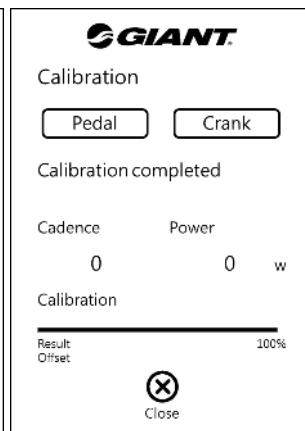 GIANT
Calibration
Pedal Crank
Calibration completed
Cadence Power
0 0 w
Calibration
Result 100%
Offset
Close